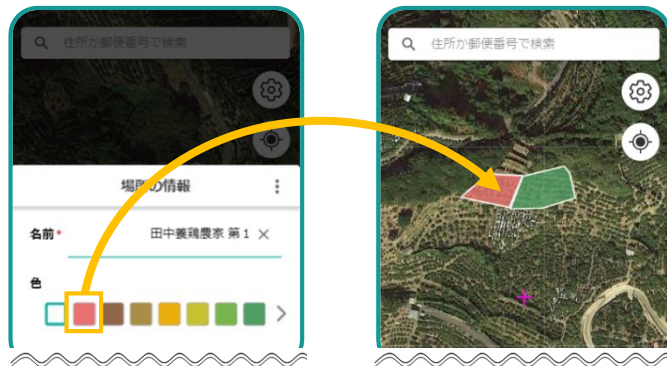 住所か郵便番号で検索
場所の情報
名前*
田中養鶏農家 第１ ×
色
住所か郵便番号で検索